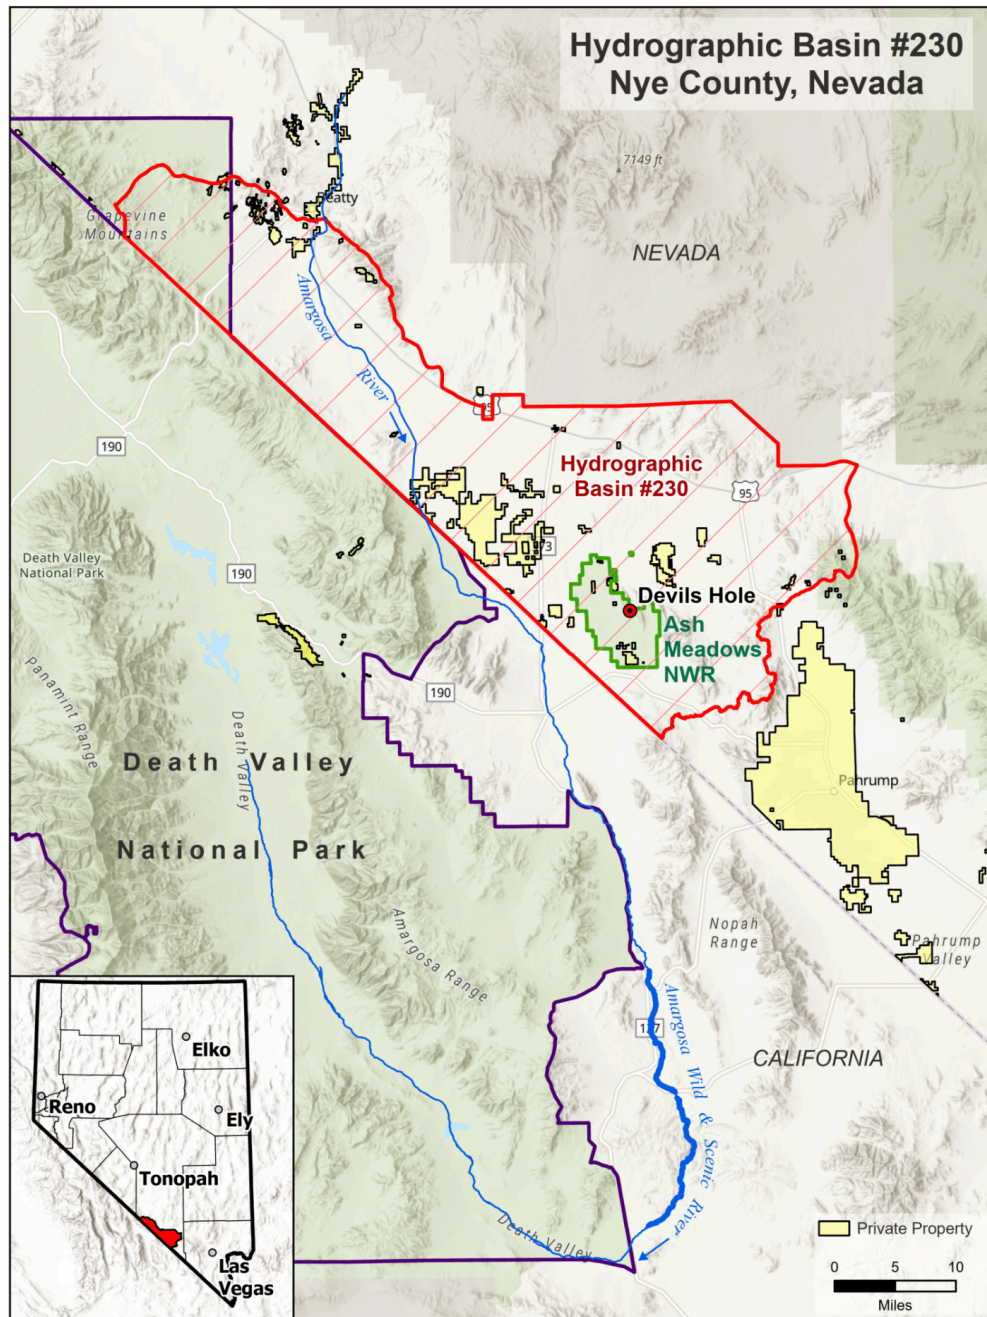 Hydrographic Basin #230
Nye County, Nevada
7149 ft
Beatty
Grapevine
Mountains
NEVADA
Amargosa
River
95
190
Hydrographic
Basin #230
95
373
Death Valley
National Park
190
Devils Hole
Ash
Meadows
NWR
Panamint Range
190
Death Valley
Death Valley
National Park
Pahrump
Amargosa Range
Nopah
Range
Pahrump
Valley
127
Amargosa Wild & Scenic River
CALIFORNIA
Elko
Reno
Ely
Tonopah
Las
Vegas
Death Valley
Private Property
0 5 10
Miles